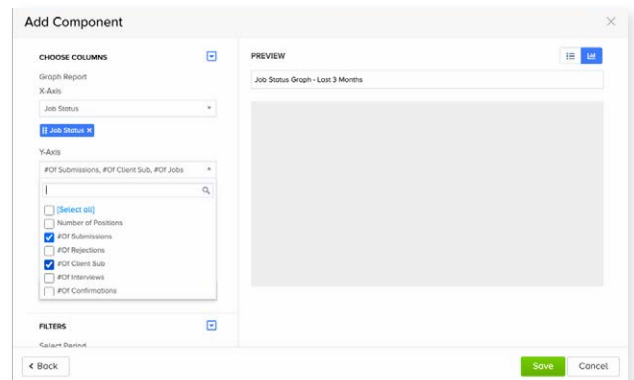 Add Component
CHOOSE COLUMNS
Graph Report
X-Axis
Job Status
Job Status ×
Y-Axis
#Of Submissions, #Of Client Sub, #Of Jobs
[Select all]
Number of Positions
#Of Submissions
#Of Rejections
#Of Client Sub
#Of Interviews
#Of Confirmations
FILTERS
Select Period
PREVIEW
Job Status Graph - Last 3 Months
Back
Save
Cancel